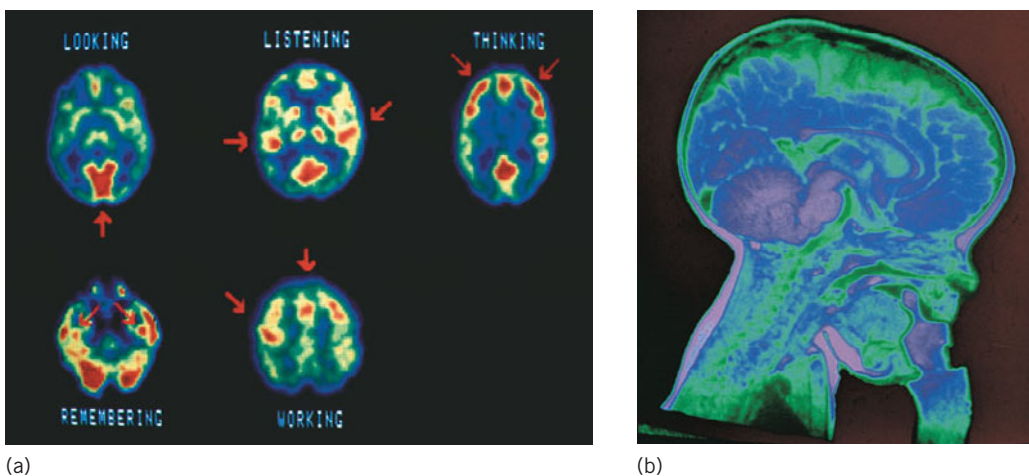 LOOKING
LISTENING
THINKING
REMEMBERING
WORKING
(a)
(b)